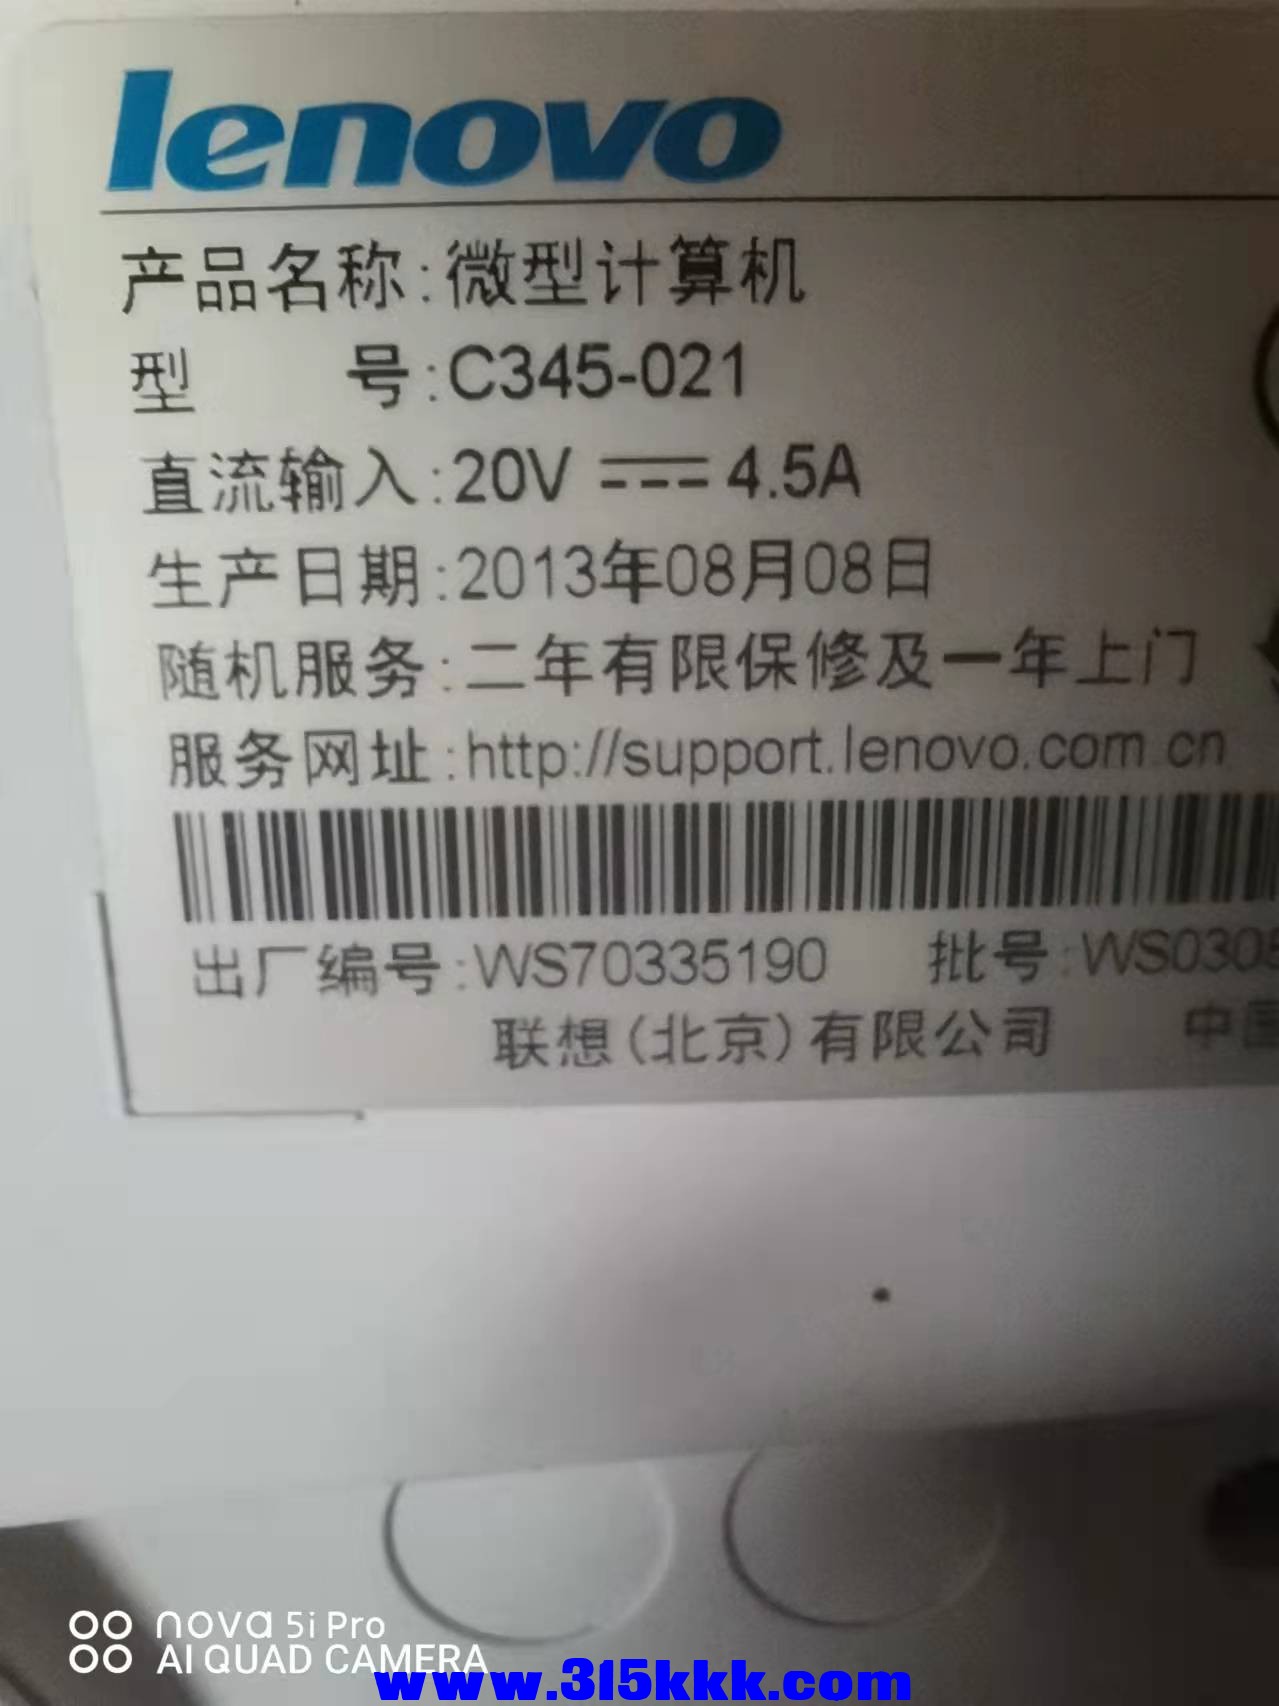 lenovo
产品名称:微型计算机
型 号:C345-021
直流输入:20V 4.5A
生产日期:2013年08月08日
随机服务:二年有限保修及一年上门
服务网址:http://support.lenovo.com.cn
出厂编号:WS70335190 批号:WS0305
联想(北京)有限公司 中国
nova 5i Pro
AI QUAD CAMERA
www.315kkk.com